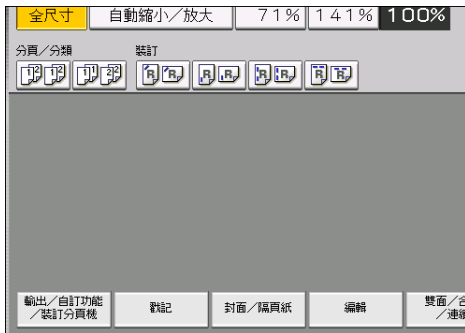 全尺寸 自動縮小／放大 71% 141% 100%
分頁／分類 裝訂
輸出／自訂功能
／裝訂分頁機
戳記
封面／隔頁紙
編輯
雙面／合
／連續